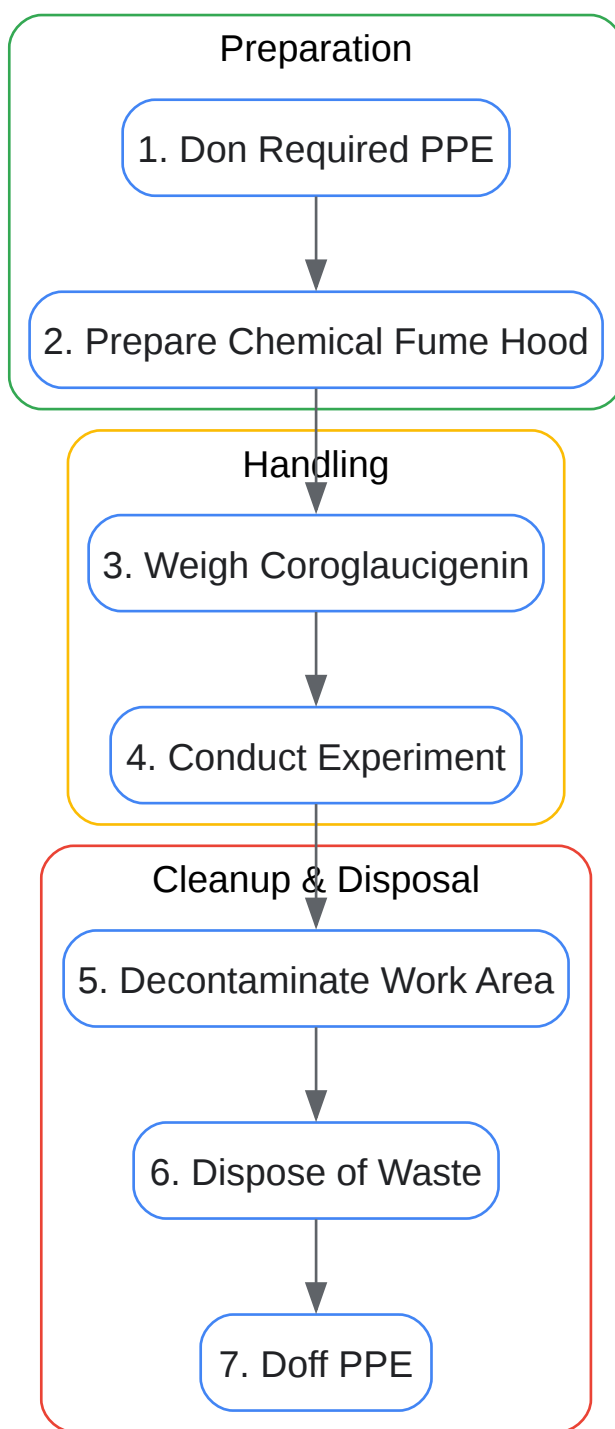 Preparation
1. Don Required PPE
2. Prepare Chemical Fume Hood
Handling
3. Weigh Coroglaucigenin
4. Conduct Experiment
Cleanup & Disposal
5. Decontaminate Work Area
6. Dispose of Waste
7. Doff PPE